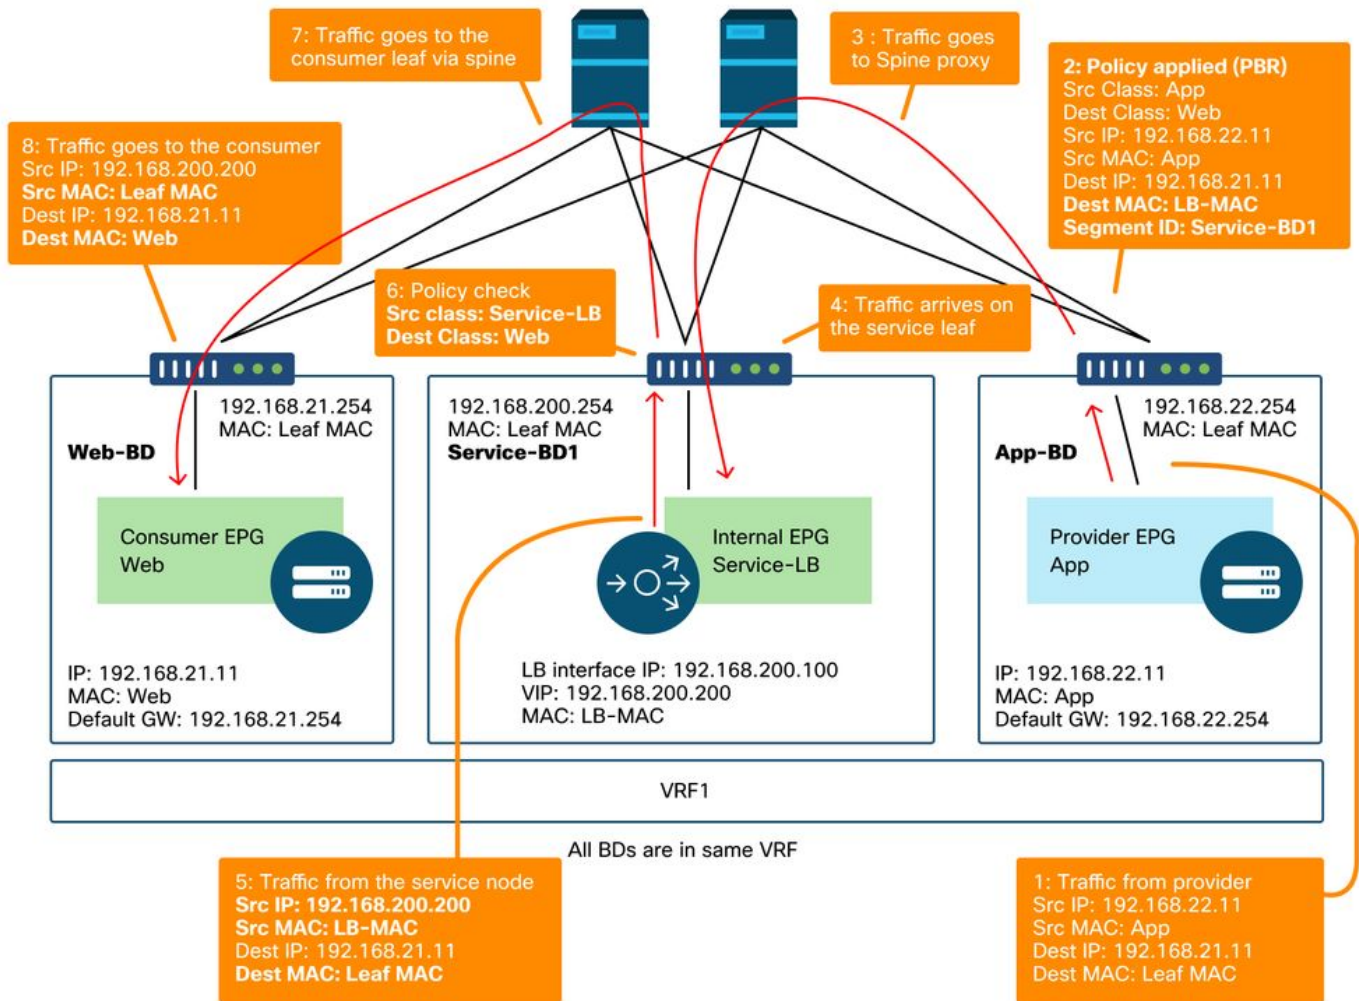 7: Traffic goes to the
consumer leaf via spine
3 : Traffic goes
to Spine proxy
2: Policy applied (PBR)
Src Class: App
Dest Class: Web
Src IP: 192.168.22.11
Src MAC: App
Dest IP: 192.168.21.11
Dest MAC: LB-MAC
Segment ID: Service-BD1
8: Traffic goes to the consumer
Src IP: 192.168.200.200
Src MAC: Leaf MAC
Dest IP: 192.168.21.11
Dest MAC: Web
6: Policy check
Src class: Service-LB
Dest Class: Web
4: Traffic arrives on
the service leaf
192.168.21.254
MAC: Leaf MAC
Web-BD
Consumer EPG
Web
IP: 192.168.21.11
MAC: Web
Default GW: 192.168.21.254
192.168.200.254
MAC: Leaf MAC
Service-BD1
Internal EPG
Service-LB
LB interface IP: 192.168.200.100
VIP: 192.168.200.200
MAC: LB-MAC
192.168.22.254
MAC: Leaf MAC
App-BD
Provider EPG
App
IP: 192.168.22.11
MAC: App
Default GW: 192.168.22.254
VRF1
All BDs are in same VRF
5: Traffic from the service node
Src IP: 192.168.200.200
Src MAC: LB-MAC
Dest IP: 192.168.21.11
Dest MAC: Leaf MAC
1: Traffic from provider
Src IP: 192.168.22.11
Src MAC: App
Dest IP: 192.168.21.11
Dest MAC: Leaf MAC